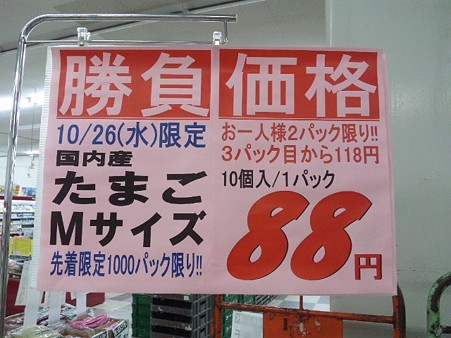 勝負価格
10/26(水)限定
国内産
たまご
Mサイズ
先着限定1000パック限り!!
お一人様2パック限り!!
3パック目から118円
10個入/1パック
88円